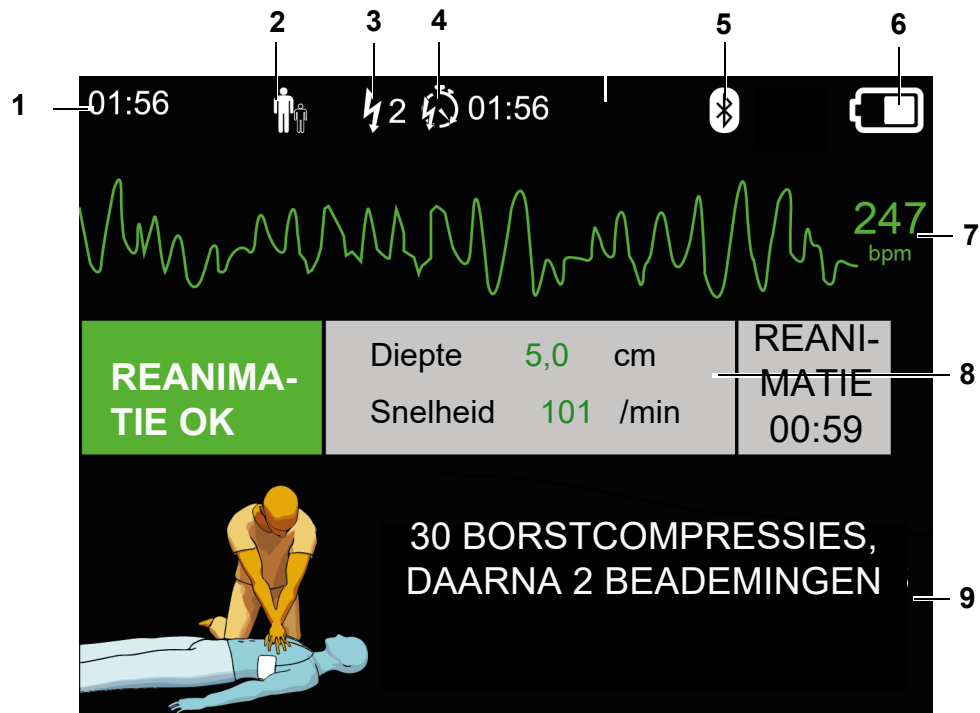 2 3 4 5 6
1 01:56 2 01:56
247 7
bpm
REANIMA-
TIE OK
Diepte 5,0 cm
Snelheid 101 /min
REANI-
MATIE
00:59
8
30 BORSTCOMPRESSIES,
DAARNA 2 BEADEMINGEN
9